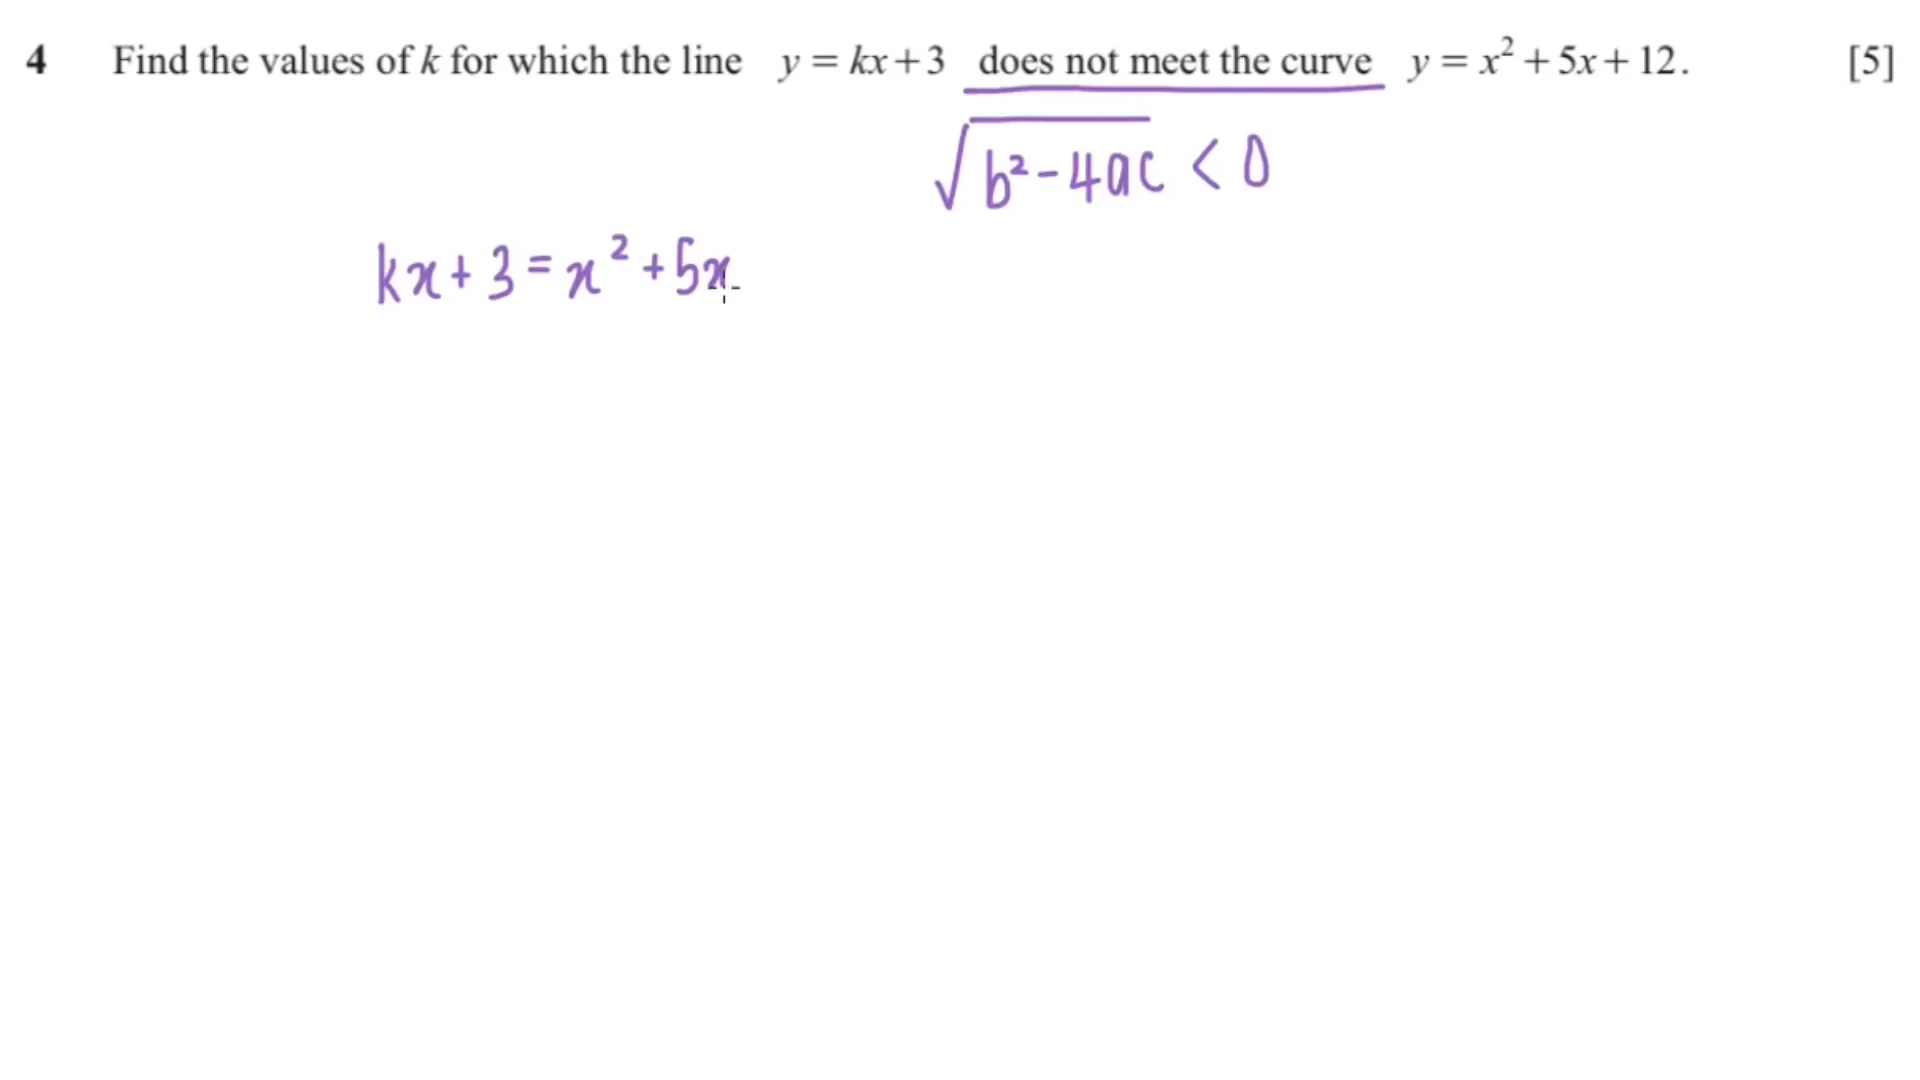 4 Find the values of k for which the line y = kx + 3 does not meet the curve y = x² + 5x + 12. [5]
√b² - 4ac < 0
kx + 3 = x² + 5x